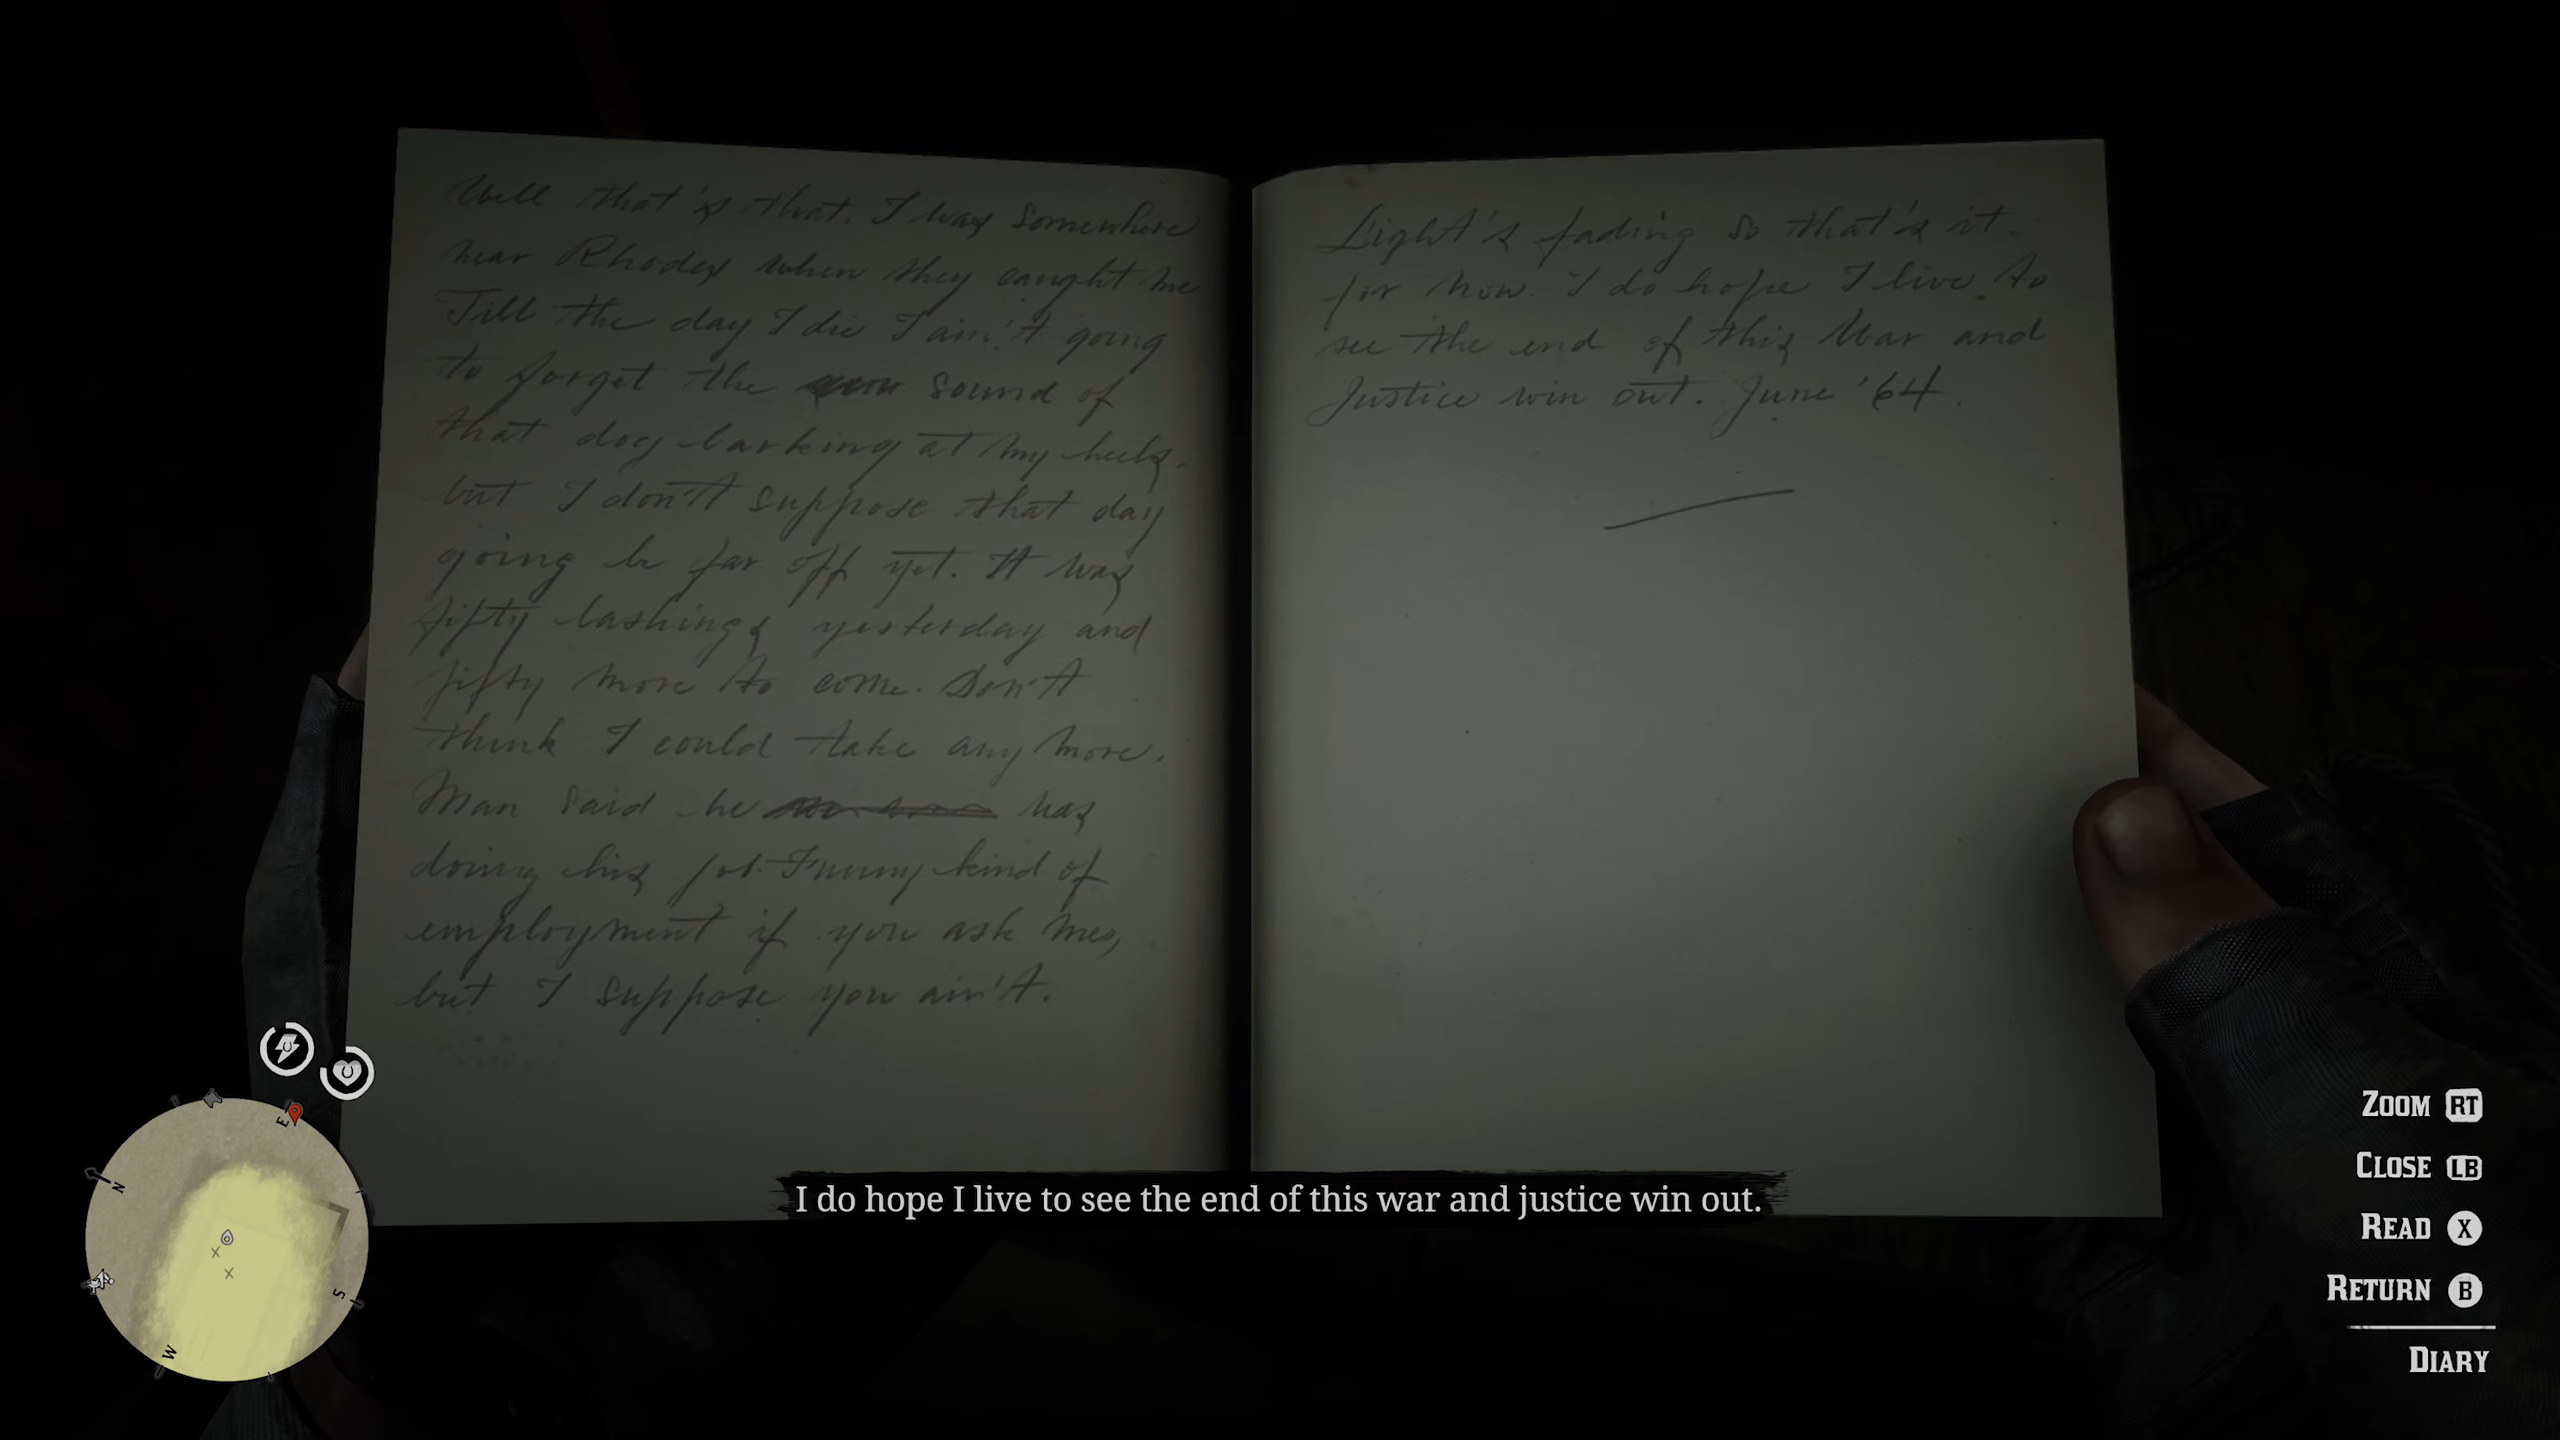 Well that's that. I was somewhere
near Rhodes when they caught me
Till the day I die I ain't going
to forget the sound of
that dog barking at my heels.
but I don't suppose that day
going be far off yet. It was
fifty lashings yesterday and
fifty more to come. Don't
think I could take any more.
Man said he was
doing his job. Funny kind of
employment if you ask me,
but I suppose you ain't.
Light's fading so that's it.
for now. I do hope I live to
see the end of this War and
Justice win out. June '64
I do hope I live to see the end of this war and justice win out.
N
E
S
W
ZOOM RT
CLOSE LB
READ X
RETURN B
DIARY